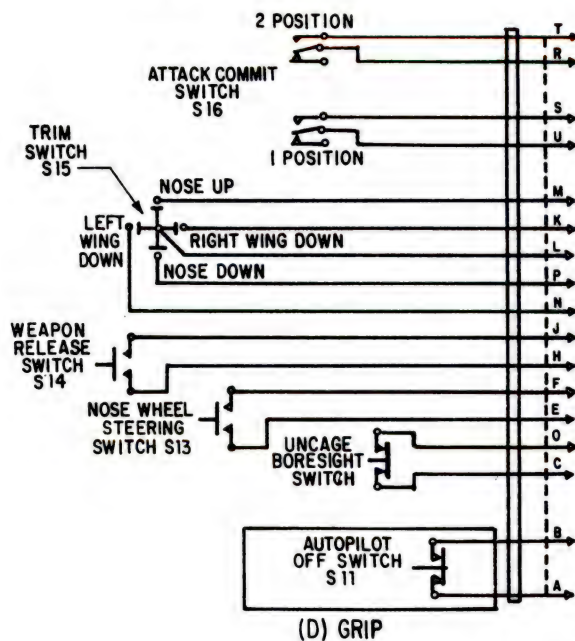 2 POSITION
T
R
ATTACK COMMIT
SWITCH
S16
S
U
1 POSITION
TRIM
SWITCH
S15
NOSE UP
M
LEFT
WING
DOWN
K
RIGHT WING DOWN
L
NOSE DOWN
P
N
WEAPON
RELEASE
SWITCH
S14
J
H
F
NOSE WHEEL
STEERING
SWITCH S13
E
UNCAGE
BORESIGHT
SWITCH
O
C
B
AUTOPILOT
OFF SWITCH
S11
A
(D) GRIP